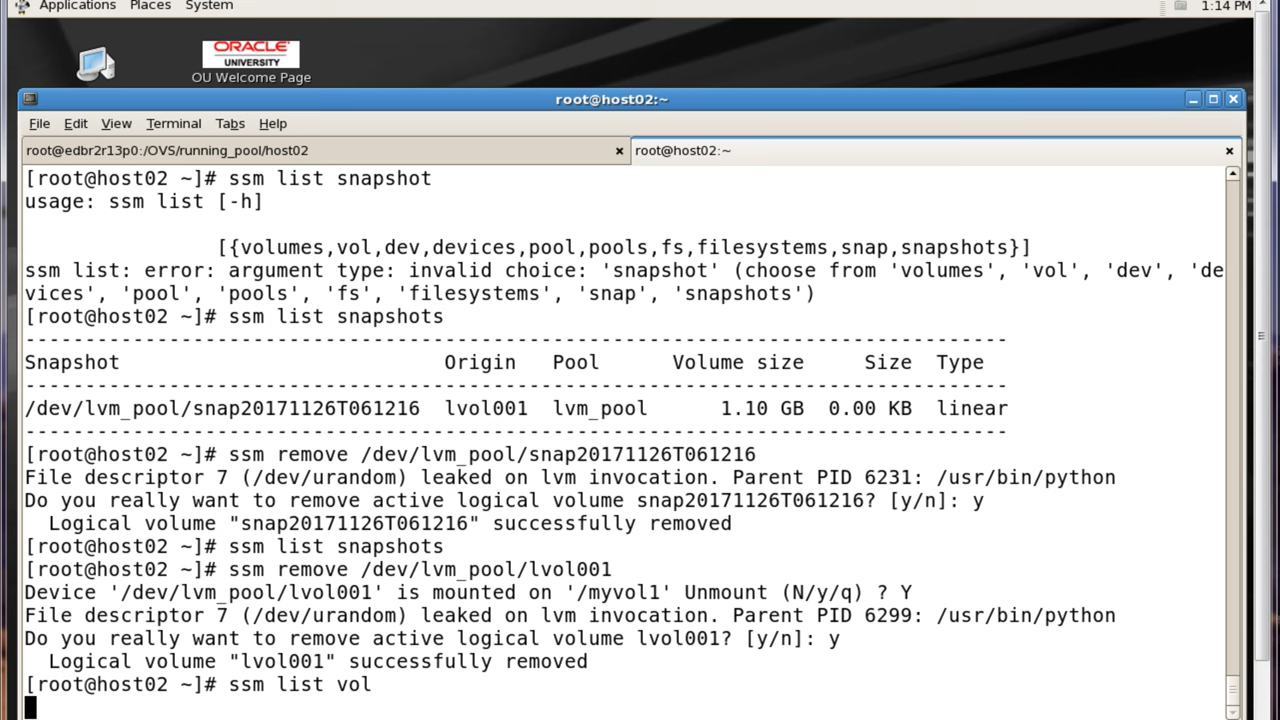 Applications Places System
1:14 PM
ORACLE
UNIVERSITY
OU Welcome Page
root@host02:~
File Edit View Terminal Tabs Help
root@edbr2r13p0:/OVS/running_pool/host02
root@host02:~
[root@host02 ~]# ssm list snapshot
usage: ssm list [-h]
[{volumes,vol,dev,devices,pool,pools,fs,filesystems,snap,snapshots}]
ssm list: error: argument type: invalid choice: 'snapshot' (choose from 'volumes', 'vol', 'dev', 'de
vices', 'pool', 'pools', 'fs', 'filesystems', 'snap', 'snapshots')
[root@host02 ~]# ssm list snapshots
-----------------------------------------------------------------------------------
Snapshot Origin Pool Volume size Size Type
-----------------------------------------------------------------------------------
/dev/lvm_pool/snap20171126T061216 lvol001 lvm_pool 1.10 GB 0.00 KB linear
-----------------------------------------------------------------------------------
[root@host02 ~]# ssm remove /dev/lvm_pool/snap20171126T061216
File descriptor 7 (/dev/urandom) leaked on lvm invocation. Parent PID 6231: /usr/bin/python
Do you really want to remove active logical volume snap20171126T061216? [y/n]: y
Logical volume "snap20171126T061216" successfully removed
[root@host02 ~]# ssm list snapshots
[root@host02 ~]# ssm remove /dev/lvm_pool/lvol001
Device '/dev/lvm_pool/lvol001' is mounted on '/myvol1' Unmount (N/y/q) ? Y
File descriptor 7 (/dev/urandom) leaked on lvm invocation. Parent PID 6299: /usr/bin/python
Do you really want to remove active logical volume lvol001? [y/n]: y
Logical volume "lvol001" successfully removed
[root@host02 ~]# ssm list vol